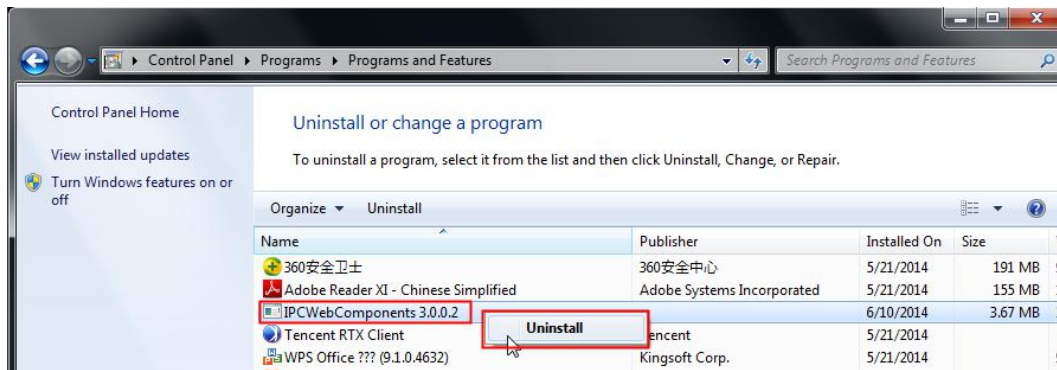 Control Panel Programs Programs and Features Search Programs and Features
Control Panel Home
Uninstall or change a program
View installed updates
To uninstall a program, select it from the list and then click Uninstall, Change, or Repair.
Turn Windows features on or
off
Organize Uninstall
Name Publisher Installed On Size
360安全卫士 360安全中心 5/21/2014 191 MB
Adobe Reader XI - Chinese Simplified Adobe Systems Incorporated 5/21/2014 155 MB
IPCWebComponents 3.0.0.2 6/10/2014 3.67 MB
Uninstall
Tencent RTX Client encent 5/21/2014
WPS Office ??? (9.1.0.4632) Kingsoft Corp. 5/21/2014